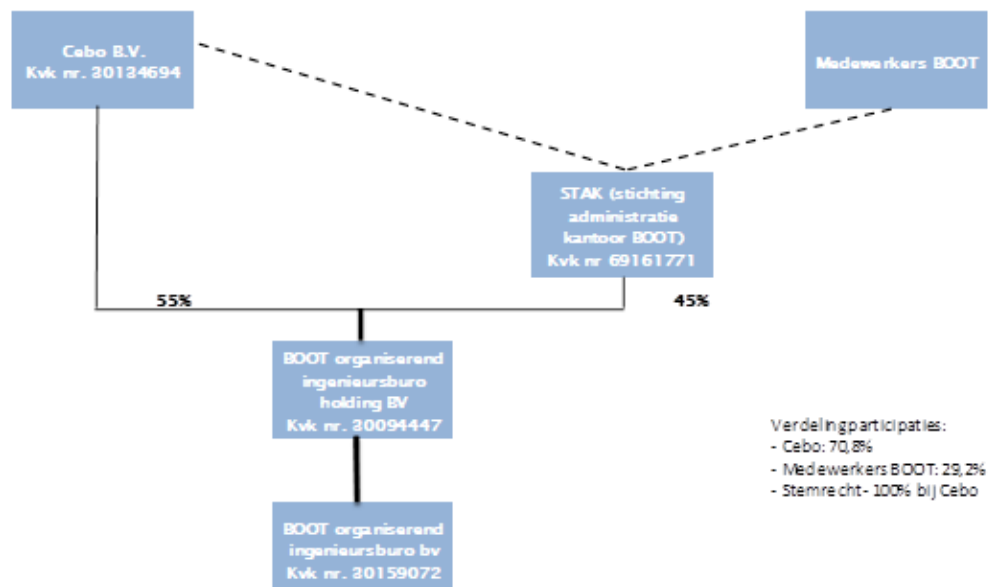 Cebo B.V.
Kvk nr. 30134694
Medewerkers BOOT
STAK (stichting
administratie
kantoor BOOT)
Kvk nr 69161771
55%
45%
BOOT organiserend
ingenieursburo
holding BV
Kvk nr. 30094447
Verdeling participaties:
- Cebo: 70,8%
- Medewerkers BOOT: 29,2%
- Stemrecht - 100% bij Cebo
BOOT organiserend
ingenieursburo bv
Kvk nr. 30159072